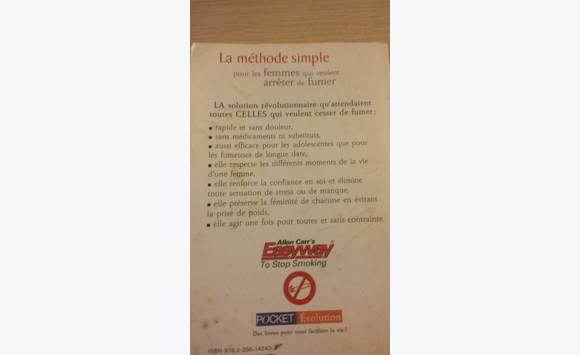 La méthode simple
pour les femmes qui veulent
arrêter de fumer
LA solution révolutionnaire qu'attendaient
toutes CELLES qui veulent cesser de fumer :
• rapide et sans douleur,
• sans médicaments ni substituts,
• aussi efficace pour les adolescentes que pour
les fumeuses de longue date,
• elle respecte les différents moments de la vie
d'une femme,
• elle renforce la confiance en soi et élimine
toute sensation de stress ou de manque,
• elle préserve la féminité de chacune en évitant
la prise de poids,
• elle agit une fois pour toutes et sans contrainte.
Allen Carr's
Easyway
To Stop Smoking
POCKET Évolution
Des livres pour vous faciliter la vie !
ISBN 978-2-266-14243-